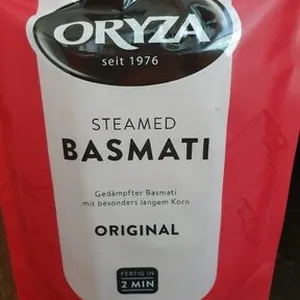 ORYZA
seit 1976
STEAMED
BASMATI
Gedämpfter Basmati
mit besonders langem Korn
ORIGINAL
FERTIG IN
2 MIN